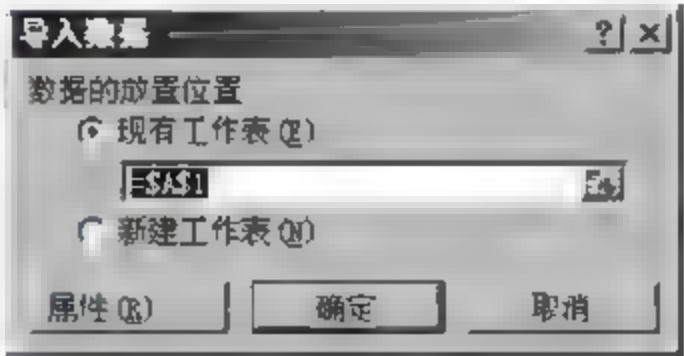 导入数据 ? ×
数据的放置位置
现有工作表(E)
=$A$1
新建工作表(N)
属性(R) 确定 取消